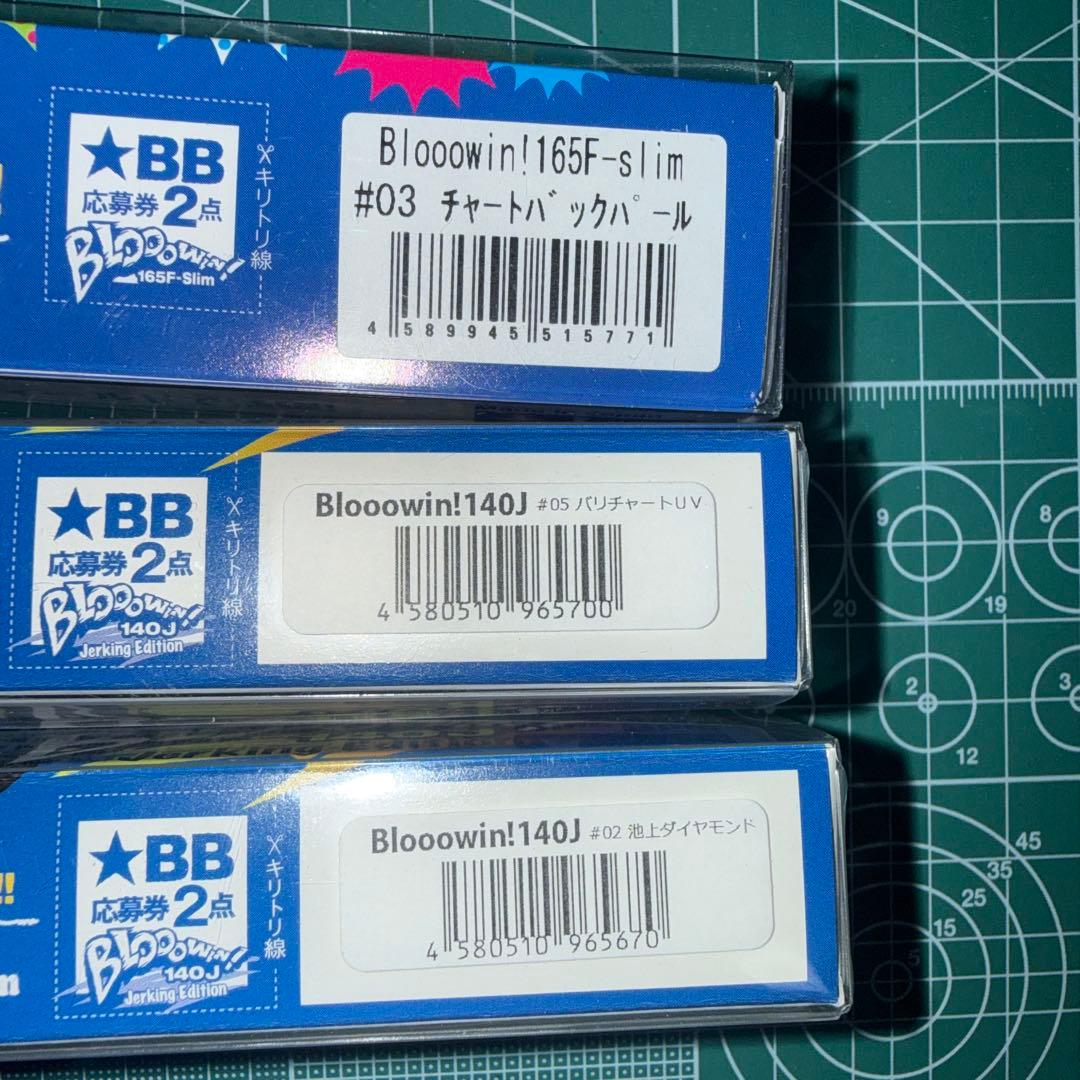 ★BB
応募券2点
BLOOOWIN!
165F-Slim
キリトリ線
Blooowin!165F-slim
#03 チャートバックパール
4 589945 515771
★BB
応募券2点
BLOOOWIN!
140J
Jerking Edition
キリトリ線
Blooowin!140J #05 バリチャートUV
4 580510 965700
★BB
応募券2点
BLOOOWIN!
140J
Jerking Edition
キリトリ線
Blooowin!140J #02 池上ダイヤモンド
4 580510 965670
!!
m
9
8
20
19
2
3
12
45
35
25
15
5